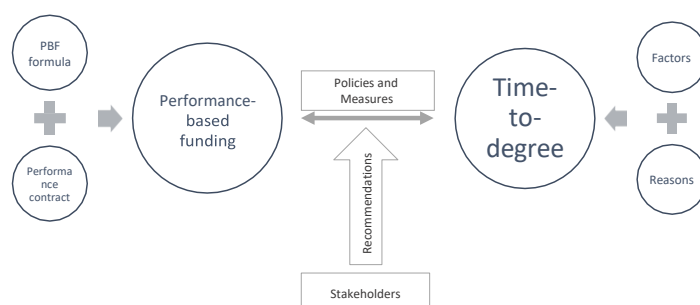 PBF
formula
Performa
nce
contract
Performance-
based
funding
Policies and
Measures
Recommendations
Stakeholders
Time-
to-
degree
Factors
Reasons